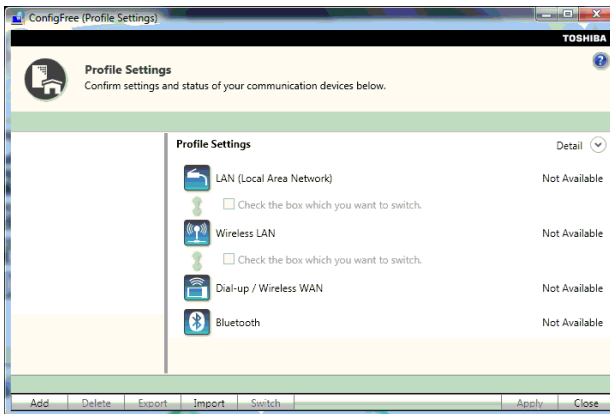 ConfigFree (Profile Settings)
TOSHIBA
Profile Settings
Confirm settings and status of your communication devices below.
Profile Settings Detail
LAN (Local Area Network) Not Available
Check the box which you want to switch.
Wireless LAN Not Available
Check the box which you want to switch.
Dial-up / Wireless WAN Not Available
Bluetooth Not Available
Add Delete Export Import Switch Apply Close